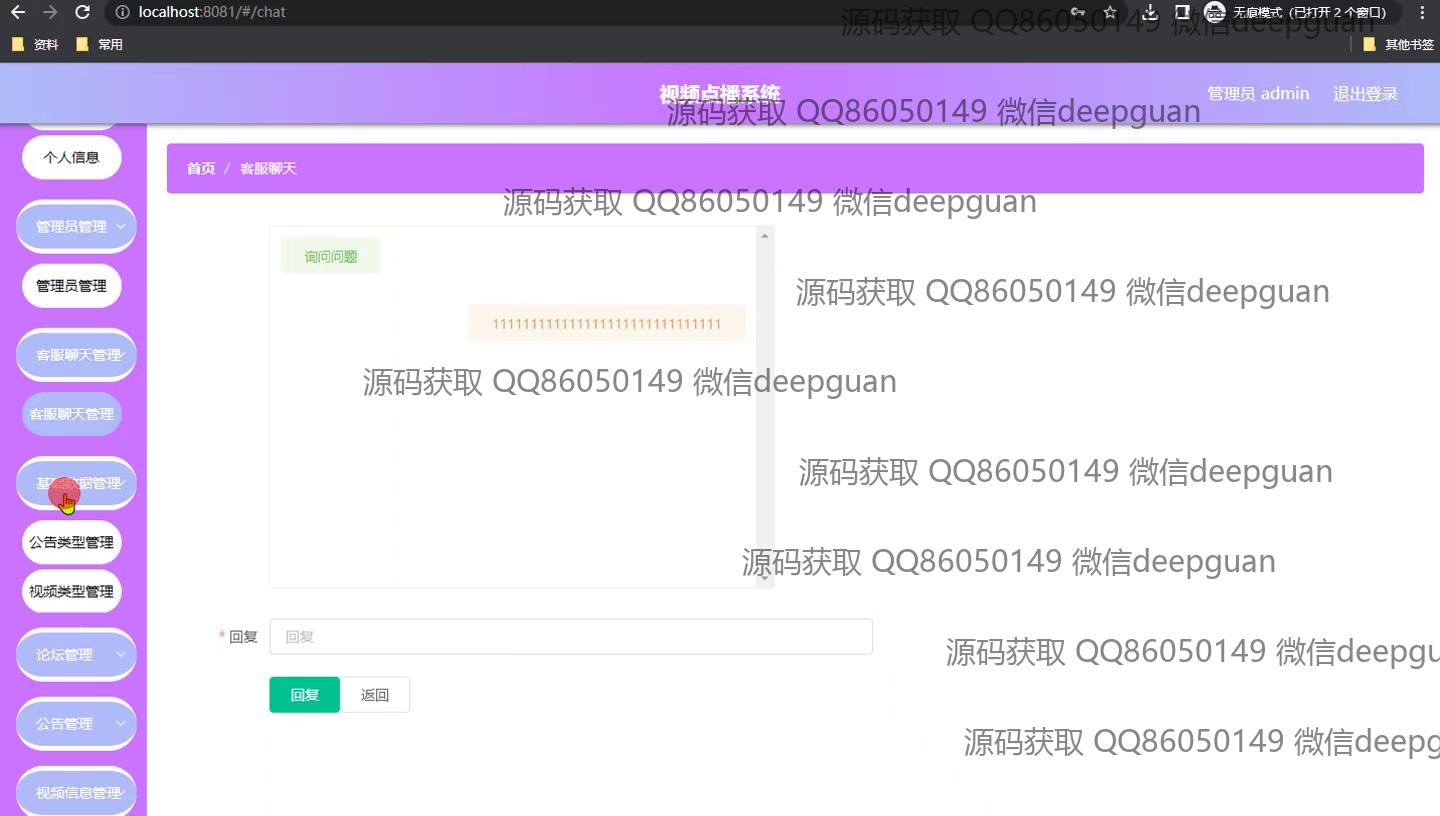 localhost:8081/#/chat
无痕模式（已打开 2 个窗口）
源码获取 QQ86050149 微信deepguan
资料
常用
其他书签
视频点播系统
管理员 admin
退出登录
源码获取 QQ86050149 微信deepguan
个人信息
首页 / 客服聊天
源码获取 QQ86050149 微信deepguan
管理员管理
询问问题
管理员管理
源码获取 QQ86050149 微信deepguan
111111111111111111111111111111
客服聊天管理
源码获取 QQ86050149 微信deepguan
客服聊天管理
源码获取 QQ86050149 微信deepguan
基础数据管理
公告类型管理
源码获取 QQ86050149 微信deepguan
视频类型管理
* 回复
回复
论坛管理
源码获取 QQ86050149 微信deepgu
回复
返回
公告管理
源码获取 QQ86050149 微信deepg
视频信息管理